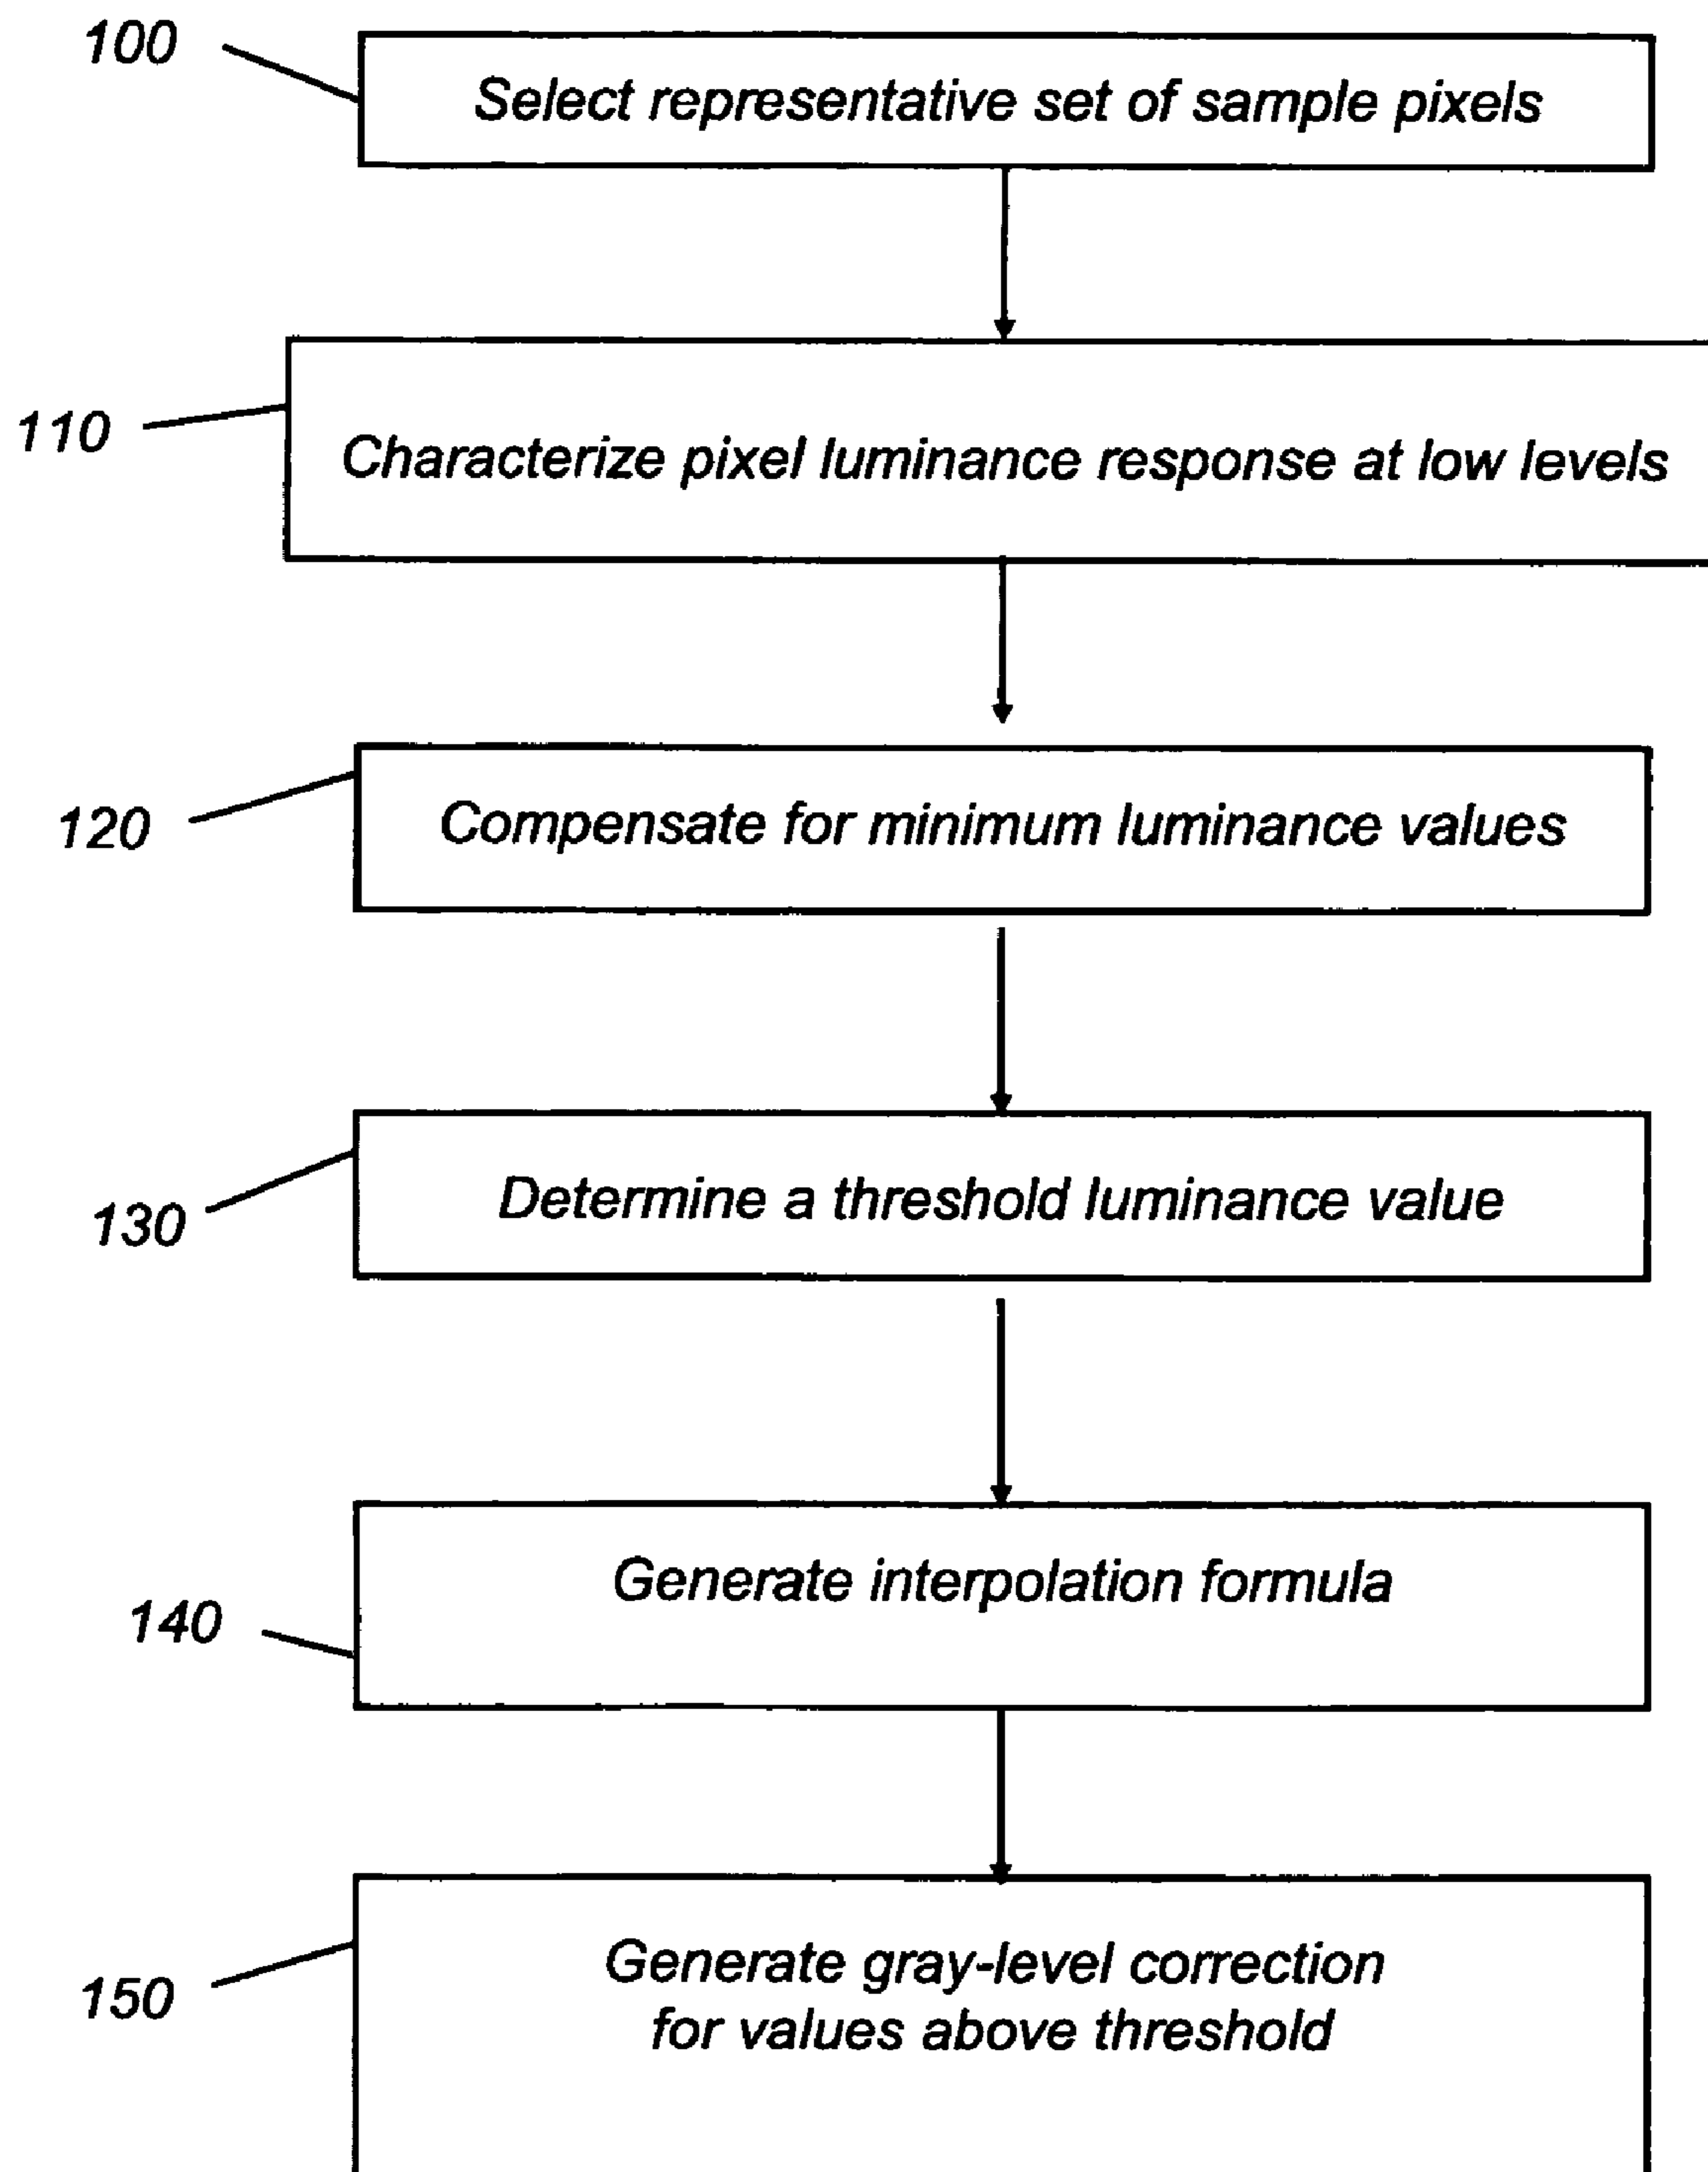 100
Select representative set of sample pixels
110
Characterize pixel luminance response at low levels
120
Compensate for minimum luminance values
130
Determine a threshold luminance value
140
Generate interpolation formula
150
Generate gray-level correction
for values above threshold